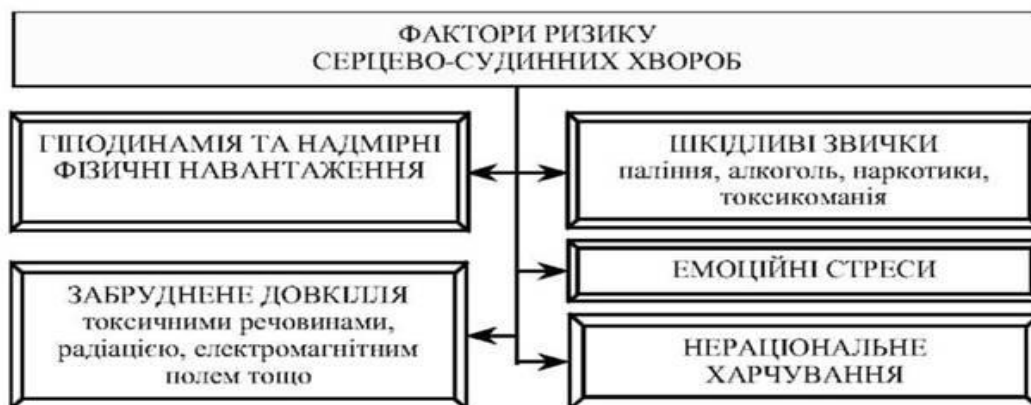 ФАКТОРИ РИЗИКУ
СЕРЦЕВО-СУДИННИХ ХВОРОБ
ГІПОДИНАМІЯ ТА НАДМІРНІ
ФІЗИЧНІ НАВАНТАЖЕННЯ
ШКІДЛИВІ ЗВИЧКИ
паління, алкоголь, наркотики,
токсикоманія
ЗАБРУДНЕНЕ ДОВКІЛЛЯ
токсичними речовинами,
радіацією, електромагнітним
полем тощо
ЕМОЦІЙНІ СТРЕСИ
НЕРАЦІОНАЛЬНЕ
ХАРЧУВАННЯ